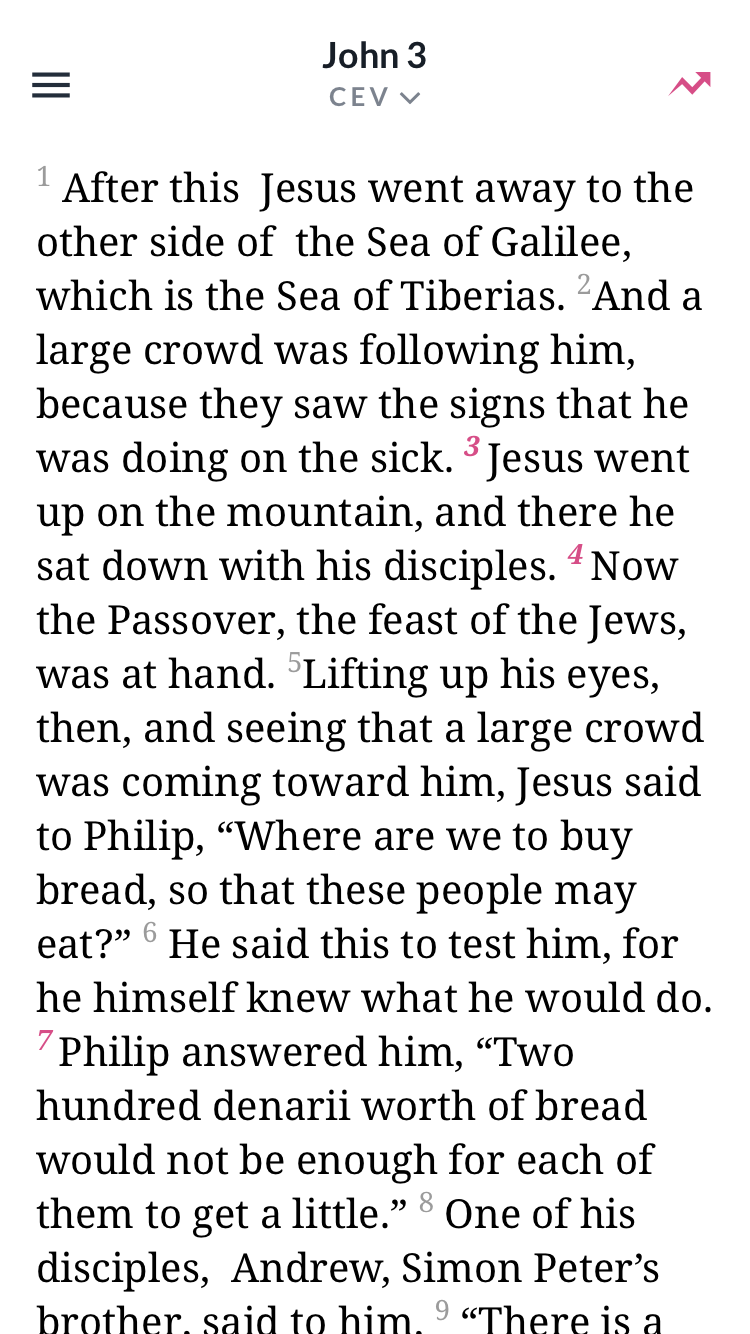 John 3
CEV
1 After this Jesus went away to the
other side of the Sea of Galilee,
which is the Sea of Tiberias. 2And a
large crowd was following him,
because they saw the signs that he
was doing on the sick. 3 Jesus went
up on the mountain, and there he
sat down with his disciples. 4 Now
the Passover, the feast of the Jews,
was at hand. 5Lifting up his eyes,
then, and seeing that a large crowd
was coming toward him, Jesus said
to Philip, “Where are we to buy
bread, so that these people may
eat?” 6 He said this to test him, for
he himself knew what he would do.
7 Philip answered him, “Two
hundred denarii worth of bread
would not be enough for each of
them to get a little.” 8 One of his
disciples, Andrew, Simon Peter’s
brother, said to him, 9 “There is a